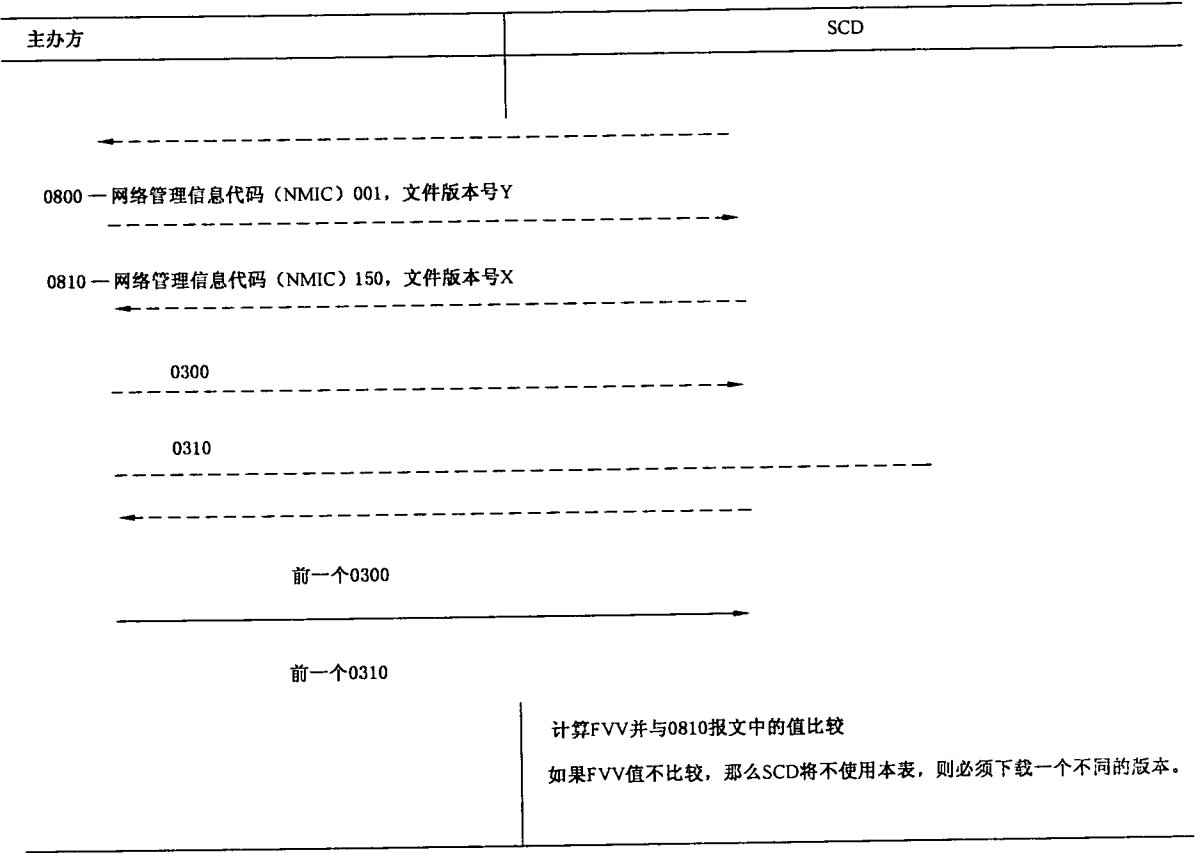 主办方
SCD
0800 — 网络管理信息代码（NMIC）001，文件版本号Y
0810 — 网络管理信息代码（NMIC）150，文件版本号X
0300
0310
前一个0300
前一个0310
计算FVV并与0810报文中的值比较
如果FVV值不比较，那么SCD将不使用本表，则必须下载一个不同的版本。